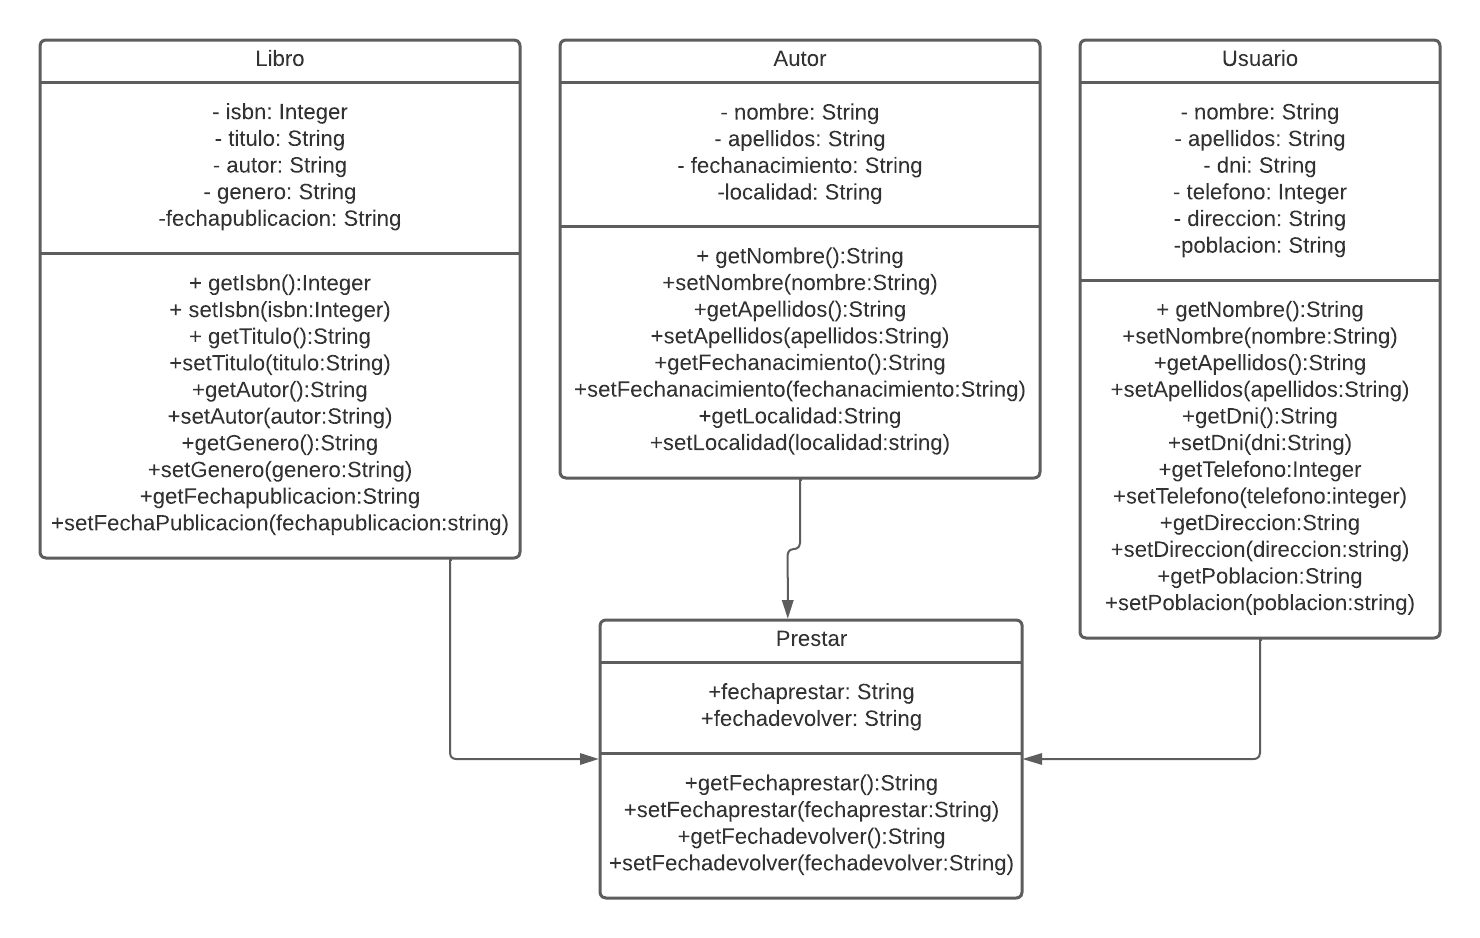 Libro
- isbn: Integer
- titulo: String
- autor: String
- genero: String
-fechapublicacion: String
+ getIsbn():Integer
+ setIsbn(isbn:Integer)
+ getTitulo():String
+setTitulo(titulo:String)
+getAutor():String
+setAutor(autor:String)
+getGenero():String
+setGenero(genero:String)
+getFechapublicacion:String
+setFechaPublicacion(fechapublicacion:string)
Autor
- nombre: String
- apellidos: String
- fechanacimiento: String
-localidad: String
+ getNombre():String
+setNombre(nombre:String)
+getApellidos():String
+setApellidos(apellidos:String)
+getFechanacimiento():String
+setFechanacimiento(fechanacimiento:String)
+getLocalidad:String
+setLocalidad(localidad:string)
Usuario
- nombre: String
- apellidos: String
- dni: String
- telefono: Integer
- direccion: String
-poblacion: String
+ getNombre():String
+setNombre(nombre:String)
+getApellidos():String
+setApellidos(apellidos:String)
+getDni():String
+setDni(dni:String)
+getTelefono:Integer
+setTelefono(telefono:integer)
+getDireccion:String
+setDireccion(direccion:string)
+getPoblacion:String
+setPoblacion(poblacion:string)
Prestar
+fechaprestar: String
+fechadevolver: String
+getFechaprestar():String
+setFechaprestar(fechaprestar:String)
+getFechadevolver():String
+setFechadevolver(fechadevolver:String)